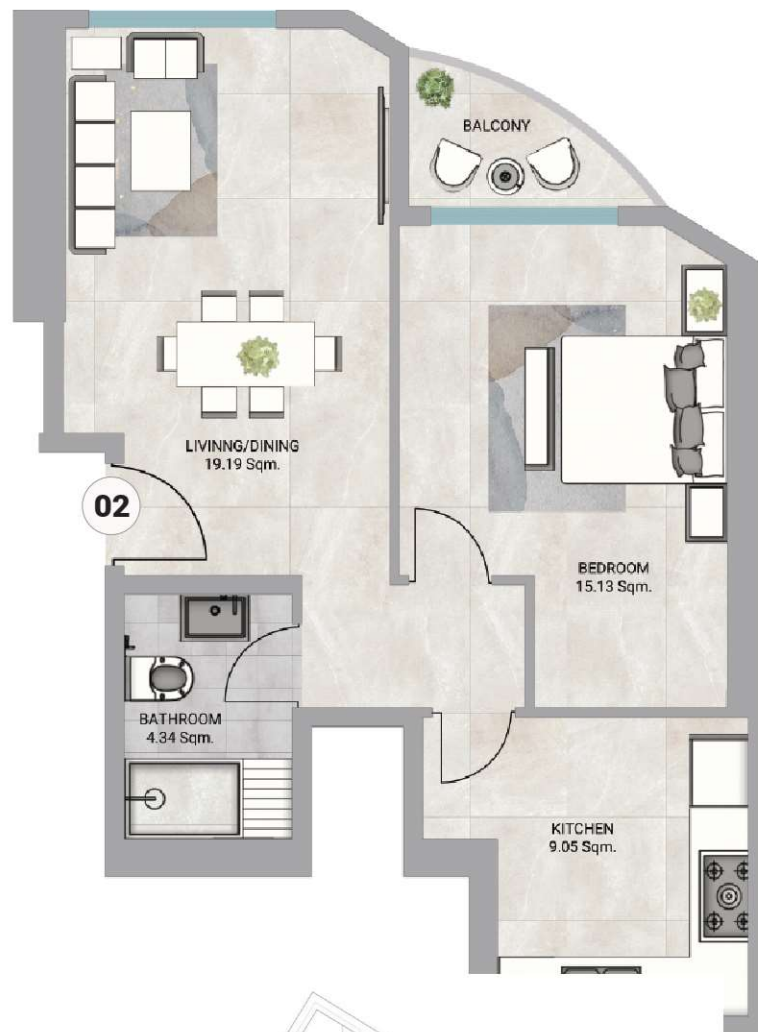 BALCONY
LIVINNG/DINING
19.19 Sqm.
02
BEDROOM
15.13 Sqm.
BATHROOM
4.34 Sqm.
KITCHEN
9.05 Sqm.